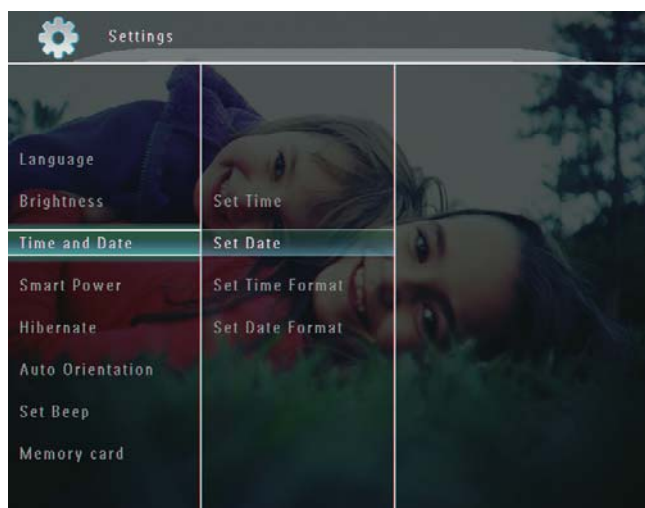 Settings
Language
Brightness
Time and Date
Smart Power
Hibernate
Auto Orientation
Set Beep
Memory card
Set Time
Set Date
Set Time Format
Set Date Format